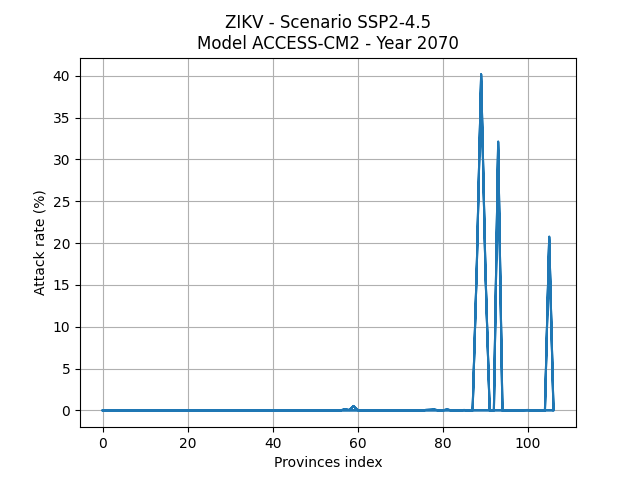 ZIKV - Scenario SSP2-4.5
Model ACCESS-CM2 - Year 2070
40
35
30
25
20
15
10
5
0
Attack rate (%)
0 20 40 60 80 100
Provinces index